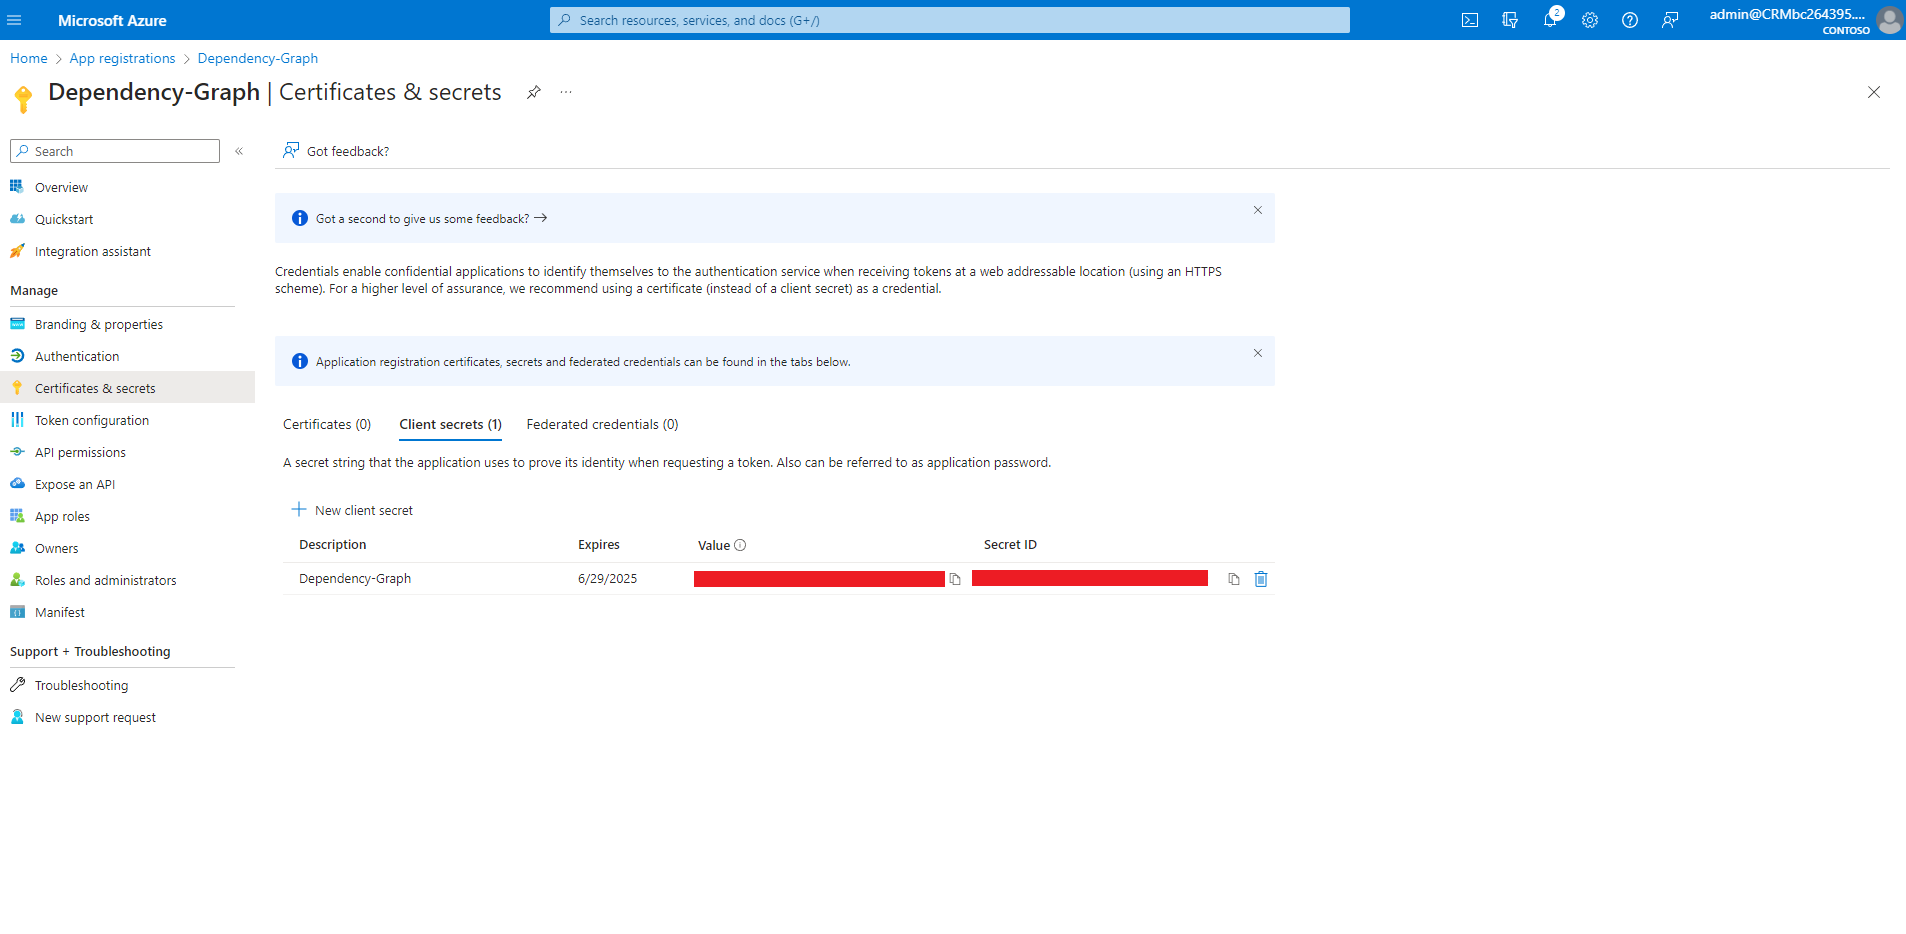 Microsoft Azure
Search resources, services, and docs (G+/)
2
admin@CRMbc264395....
CONTOSO
Home > App registrations > Dependency-Graph
Dependency-Graph | Certificates & secrets
Search
Got feedback?
Overview
Quickstart
Integration assistant
Manage
Branding & properties
Authentication
Certificates & secrets
Token configuration
API permissions
Expose an API
App roles
Owners
Roles and administrators
Manifest
Support + Troubleshooting
Troubleshooting
New support request
Got a second to give us some feedback?
Credentials enable confidential applications to identify themselves to the authentication service when receiving tokens at a web addressable location (using an HTTPS
scheme). For a higher level of assurance, we recommend using a certificate (instead of a client secret) as a credential.
Application registration certificates, secrets and federated credentials can be found in the tabs below.
Certificates (0) Client secrets (1) Federated credentials (0)
A secret string that the application uses to prove its identity when requesting a token. Also can be referred to as application password.
New client secret
Description Expires Value Secret ID
Dependency-Graph 6/29/2025